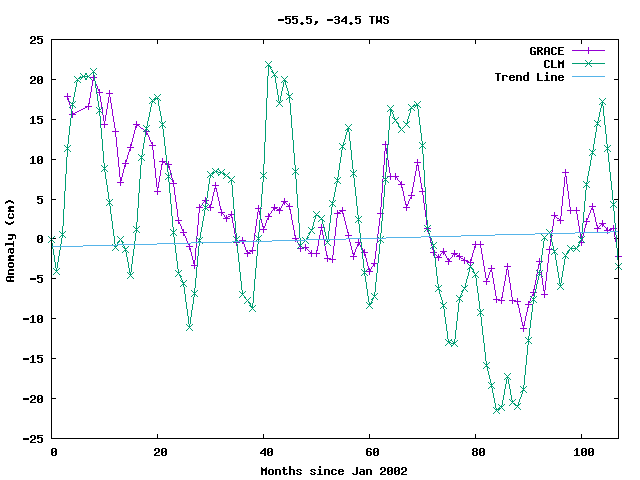 -55.5, -34.5 TWS
GRACE
CLM
Trend Line
25
20
15
10
5
0
-5
-10
-15
-20
-25
Anomaly (cm)
0 20 40 60 80 100
Months since Jan 2002